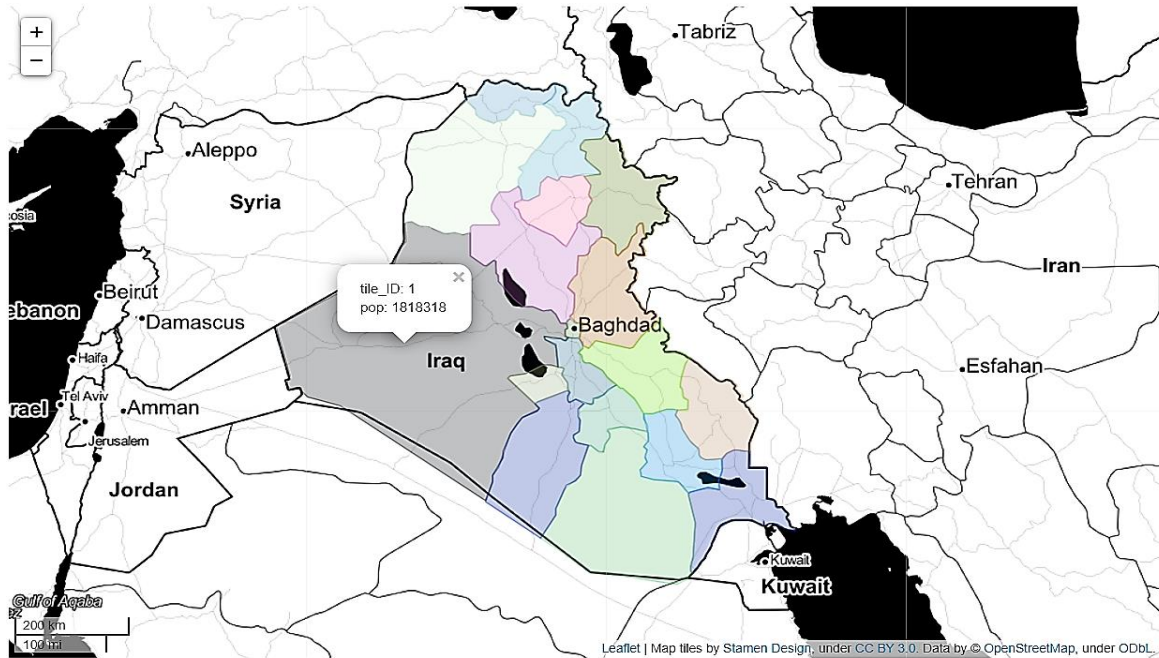 +
−
Tabriz
Aleppo
Tehran
Syria
cosia
Iran
tile_ID: 1
pop: 1818318
×
Beirut
ebanon
Damascus
Baghdad
Iraq
Haifa
Esfahan
Tel Aviv
rael
Amman
Jerusalem
Jordan
Kuwait
Kuwait
Gulf of Aqaba
ez
200 km
100 mi
Leaflet | Map tiles by Stamen Design, under CC BY 3.0. Data by © OpenStreetMap, under ODbL.